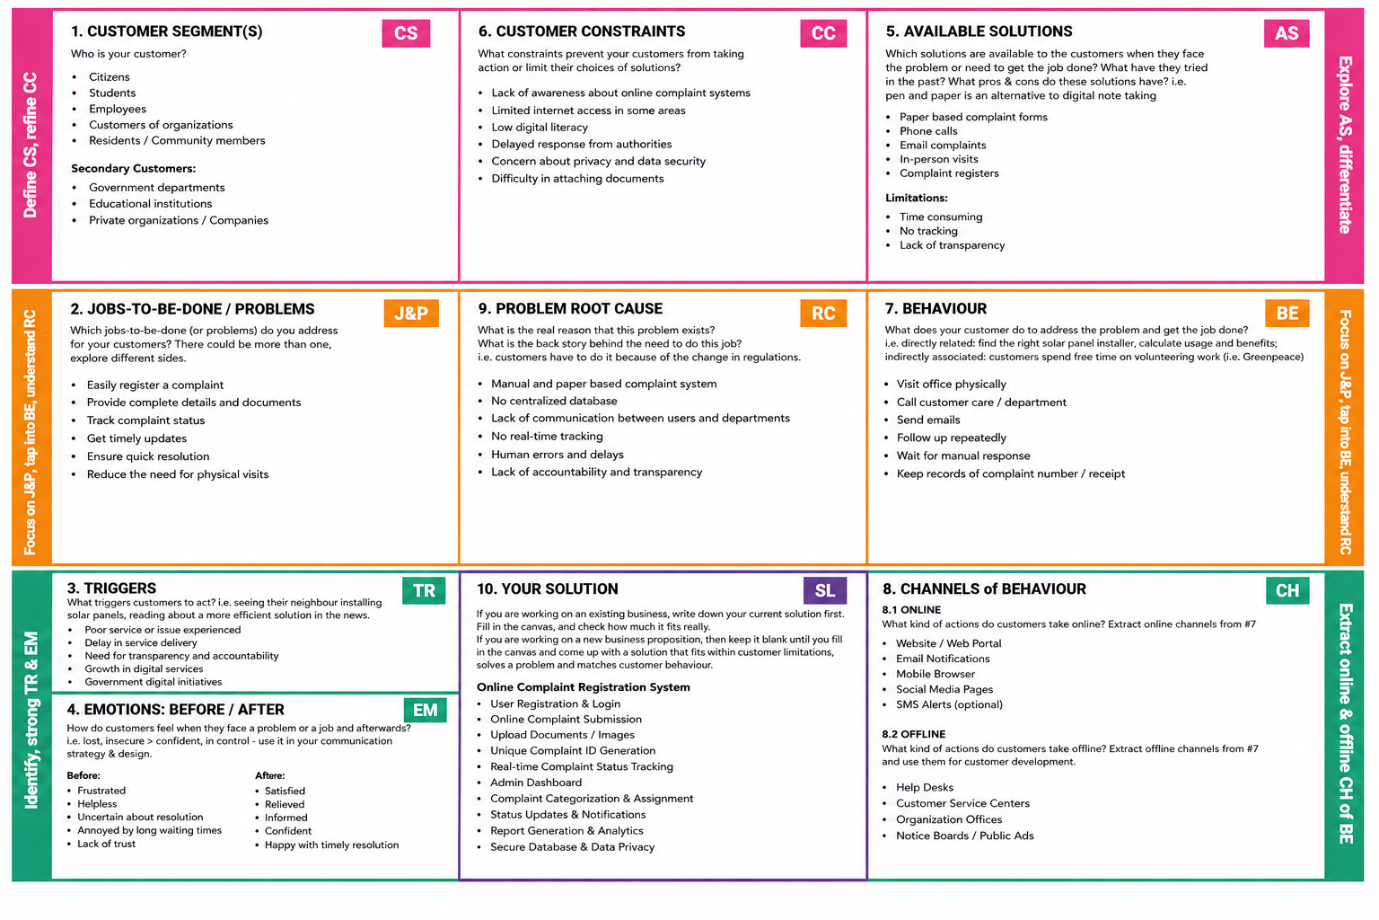 Define CS, refine CC
1. CUSTOMER SEGMENT(S)
CS
Who is your customer?
• Citizens
• Students
• Employees
• Customers of organizations
• Residents / Community members
Secondary Customers:
• Government departments
• Educational institutions
• Private organizations / Companies
6. CUSTOMER CONSTRAINTS
CC
What constraints prevent your customers from taking
action or limit their choices of solutions?
• Lack of awareness about online complaint systems
• Limited internet access in some areas
• Low digital literacy
• Delayed response from authorities
• Concern about privacy and data security
• Difficulty in attaching documents
5. AVAILABLE SOLUTIONS
AS
Which solutions are available to the customers when they face
the problem or need to get the job done? What have they tried
in the past? What pros & cons do these solutions have? i.e.
pen and paper is an alternative to digital note taking
• Paper based complaint forms
• Phone calls
• Email complaints
• In-person visits
• Complaint registers
Limitations:
• Time consuming
• No tracking
• Lack of transparency
Explore AS, differentiate
Focus on J&P, tap into BE, understand RC
2. JOBS-TO-BE-DONE / PROBLEMS
J&P
Which jobs-to-be-done (or problems) do you address
for your customers? There could be more than one,
explore different sides.
• Easily register a complaint
• Provide complete details and documents
• Track complaint status
• Get timely updates
• Ensure quick resolution
• Reduce the need for physical visits
9. PROBLEM ROOT CAUSE
RC
What is the real reason that this problem exists?
What is the back story behind the need to do this job?
i.e. customers have to do it because of the change in regulations.
• Manual and paper based complaint system
• No centralized database
• Lack of communication between users and departments
• No real-time tracking
• Human errors and delays
• Lack of accountability and transparency
7. BEHAVIOUR
BE
What does your customer do to address the problem and get the job done?
i.e. directly related: find the right solar panel installer, calculate usage and benefits;
indirectly associated: customers spend free time on volunteering work (i.e. Greenpeace)
• Visit office physically
• Call customer care / department
• Send emails
• Follow up repeatedly
• Wait for manual response
• Keep records of complaint number / receipt
Focus on J&P, tap into BE, understand RC
Identify, strong TR & EM
3. TRIGGERS
TR
What triggers customers to act? i.e. seeing their neighbour installing
solar panels, reading about a more efficient solution in the news.
• Poor service or issue experienced
• Delay in service delivery
• Need for transparency and accountability
• Growth in digital services
• Government digital initiatives
4. EMOTIONS: BEFORE / AFTER
EM
How do customers feel when they face a problem or a job and afterwards?
i.e. lost, insecure > confident, in control - use it in your communication
strategy & design.
Before:
• Frustrated
• Helpless
• Uncertain about resolution
• Annoyed by long waiting times
• Lack of trust
Aftere:
• Satisfied
• Relieved
• Informed
• Confident
• Happy with timely resolution
10. YOUR SOLUTION
SL
If you are working on an existing business, write down your current solution first.
Fill in the canvas, and check how much it fits really.
If you are working on a new business proposition, then keep it blank until you fill
in the canvas and come up with a solution that fits within customer limitations,
solves a problem and matches customer behaviour.
Online Complaint Registration System
• User Registration & Login
• Online Complaint Submission
• Upload Documents / Images
• Unique Complaint ID Generation
• Real-time Complaint Status Tracking
• Admin Dashboard
• Complaint Categorization & Assignment
• Status Updates & Notifications
• Report Generation & Analytics
• Secure Database & Data Privacy
8. CHANNELS of BEHAVIOUR
CH
8.1 ONLINE
What kind of actions do customers take online? Extract online channels from #7
• Website / Web Portal
• Email Notifications
• Mobile Browser
• Social Media Pages
• SMS Alerts (optional)
8.2 OFFLINE
What kind of actions do customers take offline? Extract offline channels from #7
and use them for customer development.
• Help Desks
• Customer Service Centers
• Organization Offices
• Notice Boards / Public Ads
Extract online & offline CH of BE